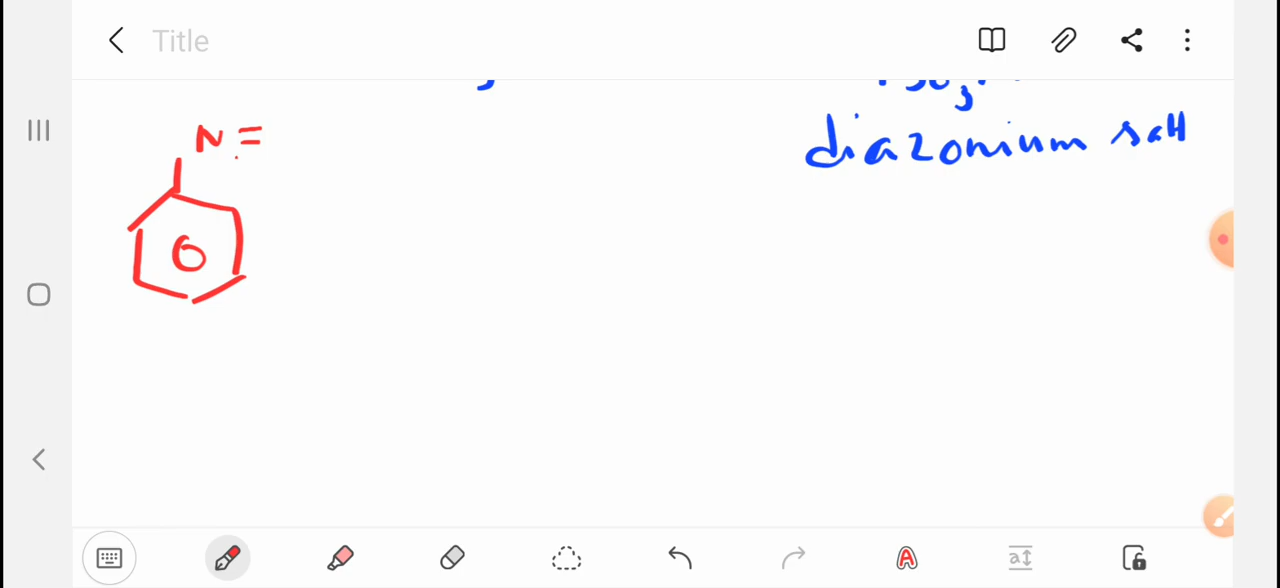 Title
N =
diazonium salt
A
a